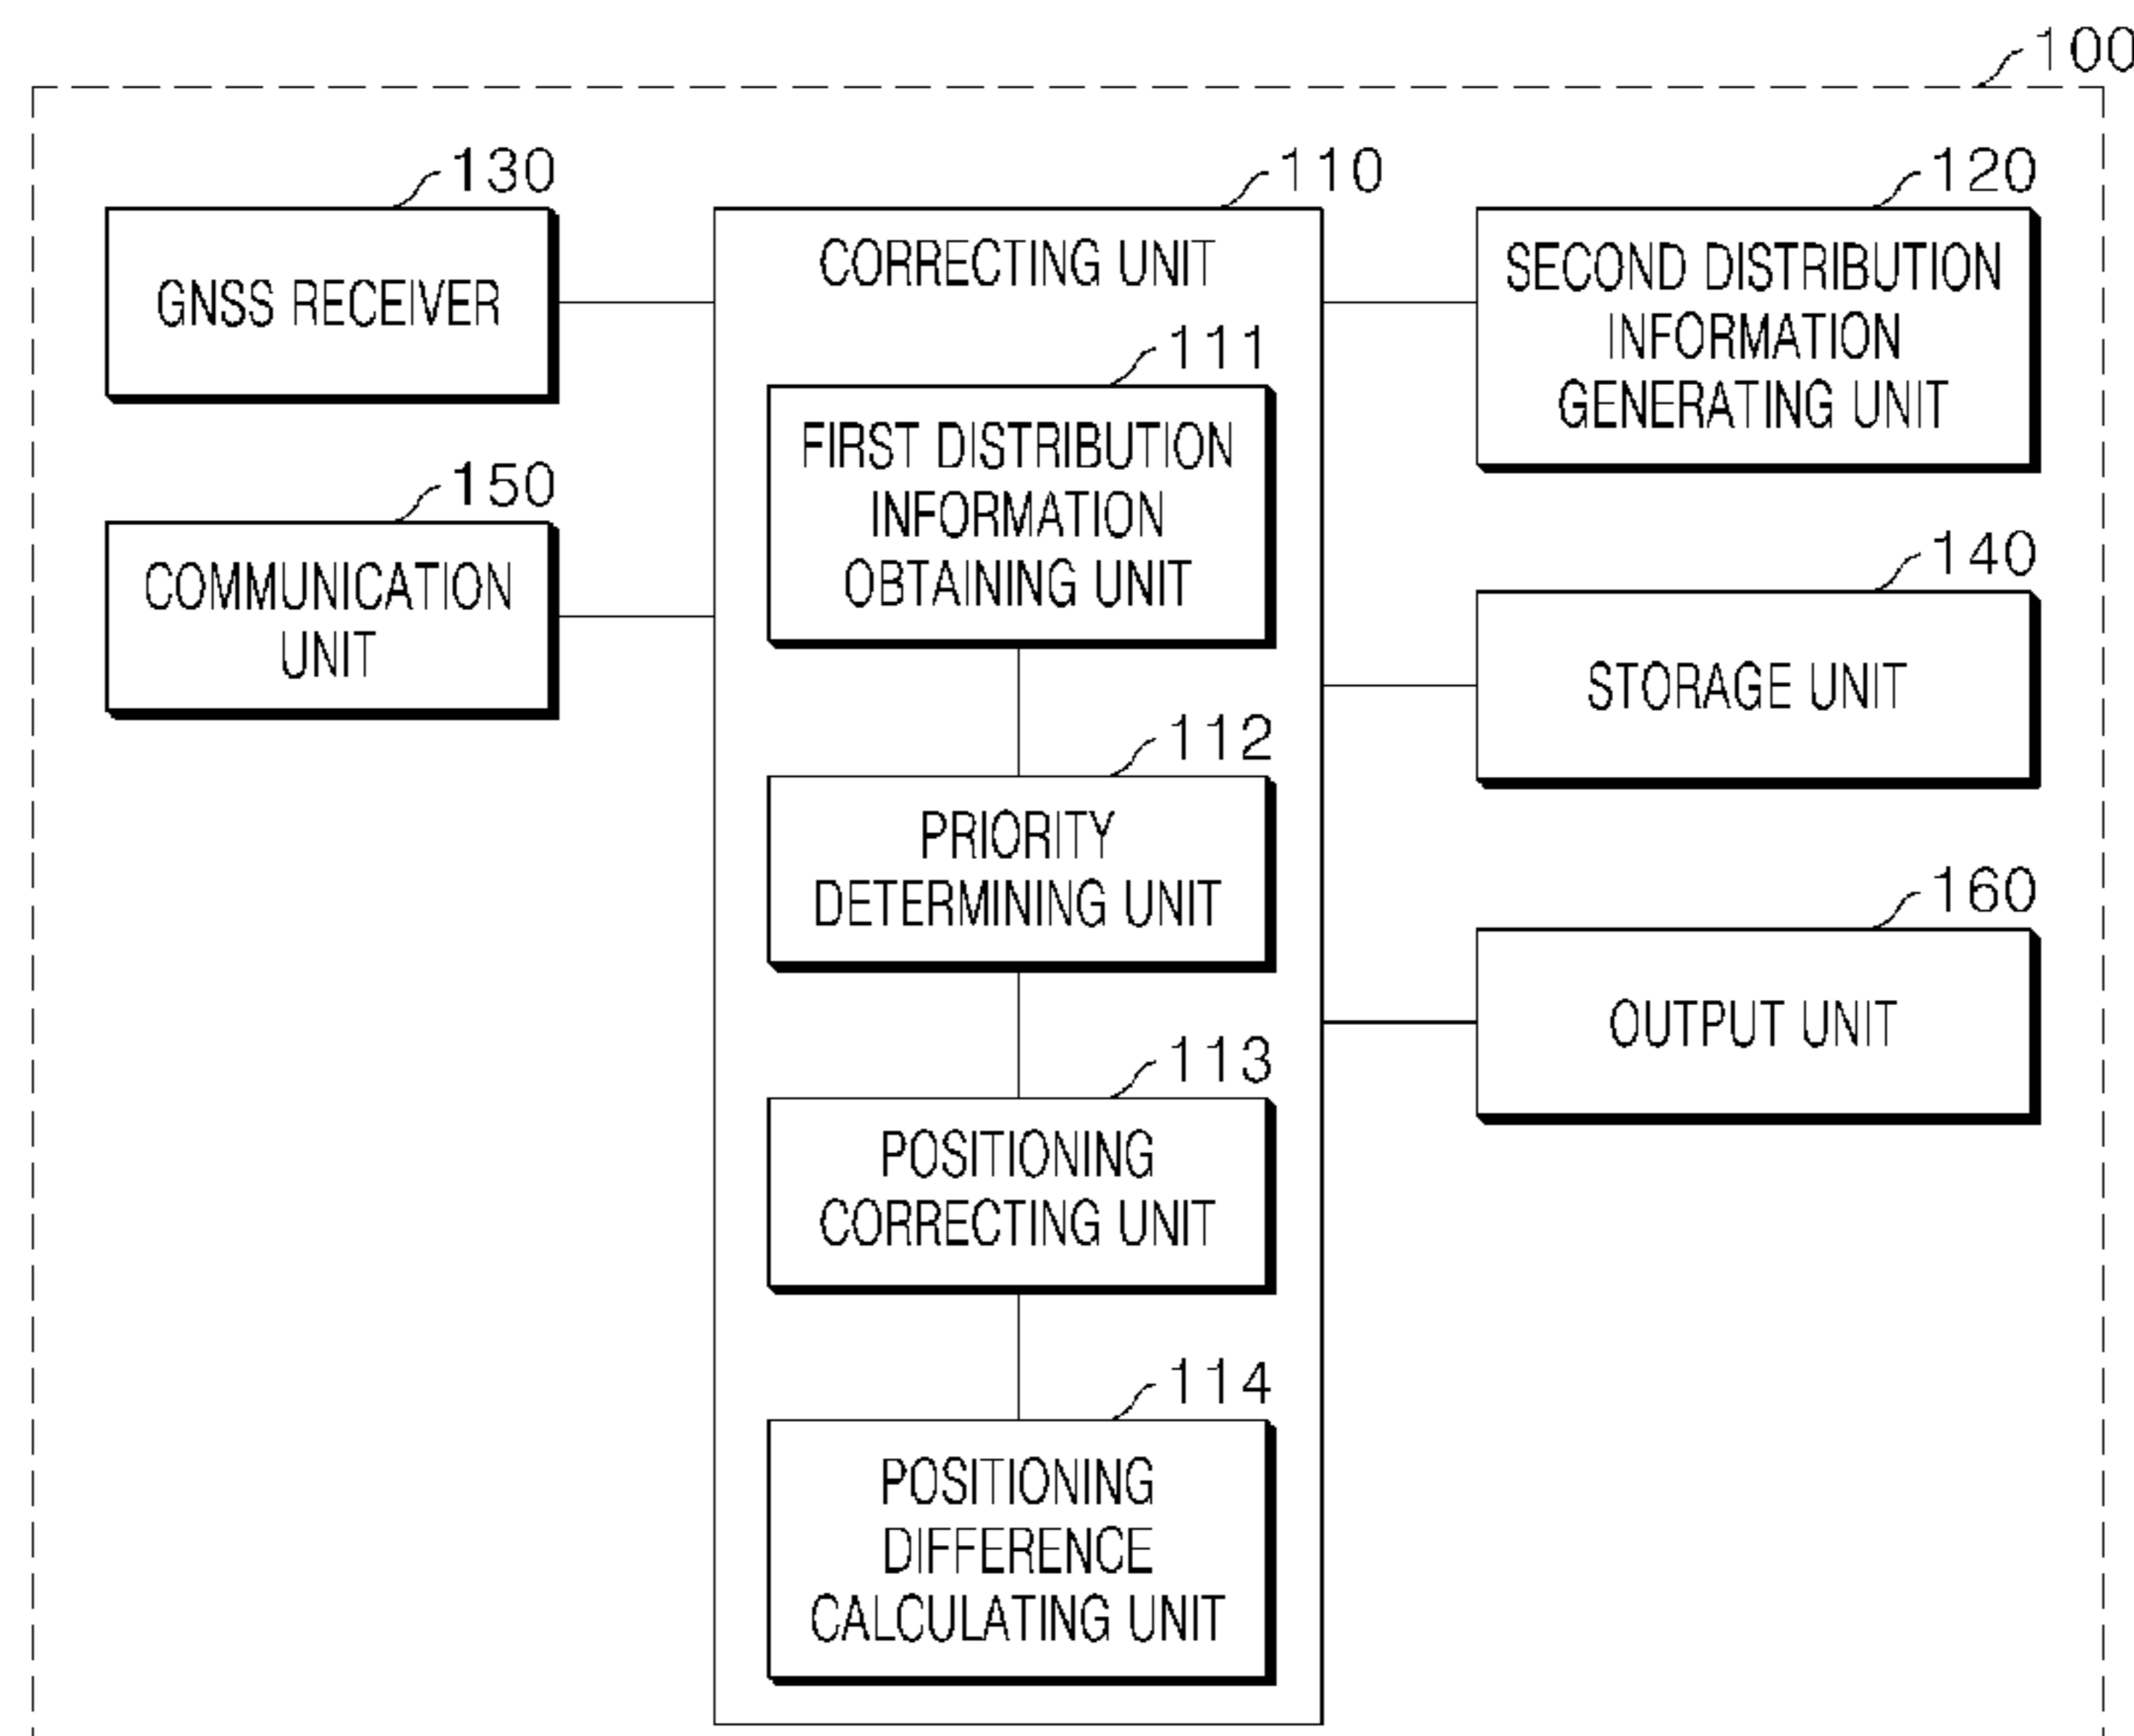 100
130
GNSS RECEIVER
150
COMMUNICATION
UNIT
110
CORRECTING UNIT
111
FIRST DISTRIBUTION
INFORMATION
OBTAINING UNIT
112
PRIORITY
DETERMINING UNIT
113
POSITIONING
CORRECTING UNIT
114
POSITIONING
DIFFERENCE
CALCULATING UNIT
120
SECOND DISTRIBUTION
INFORMATION
GENERATING UNIT
140
STORAGE UNIT
160
OUTPUT UNIT